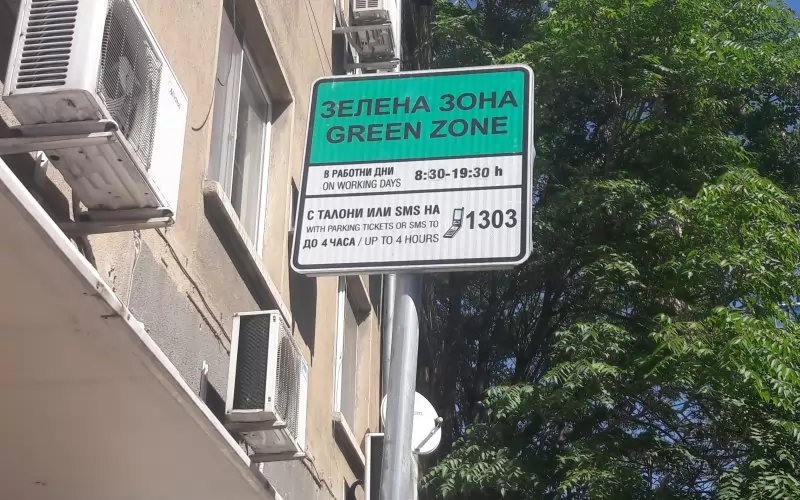 ЗЕЛЕНА ЗОНА
GREEN ZONE
В РАБОТНИ ДНИ
ON WORKING DAYS
8:30-19:30 h
С ТАЛОНИ ИЛИ SMS НА
WITH PARKING TICKETS OR SMS TO
1303
ДО 4 ЧАСА / UP TO 4 HOURS